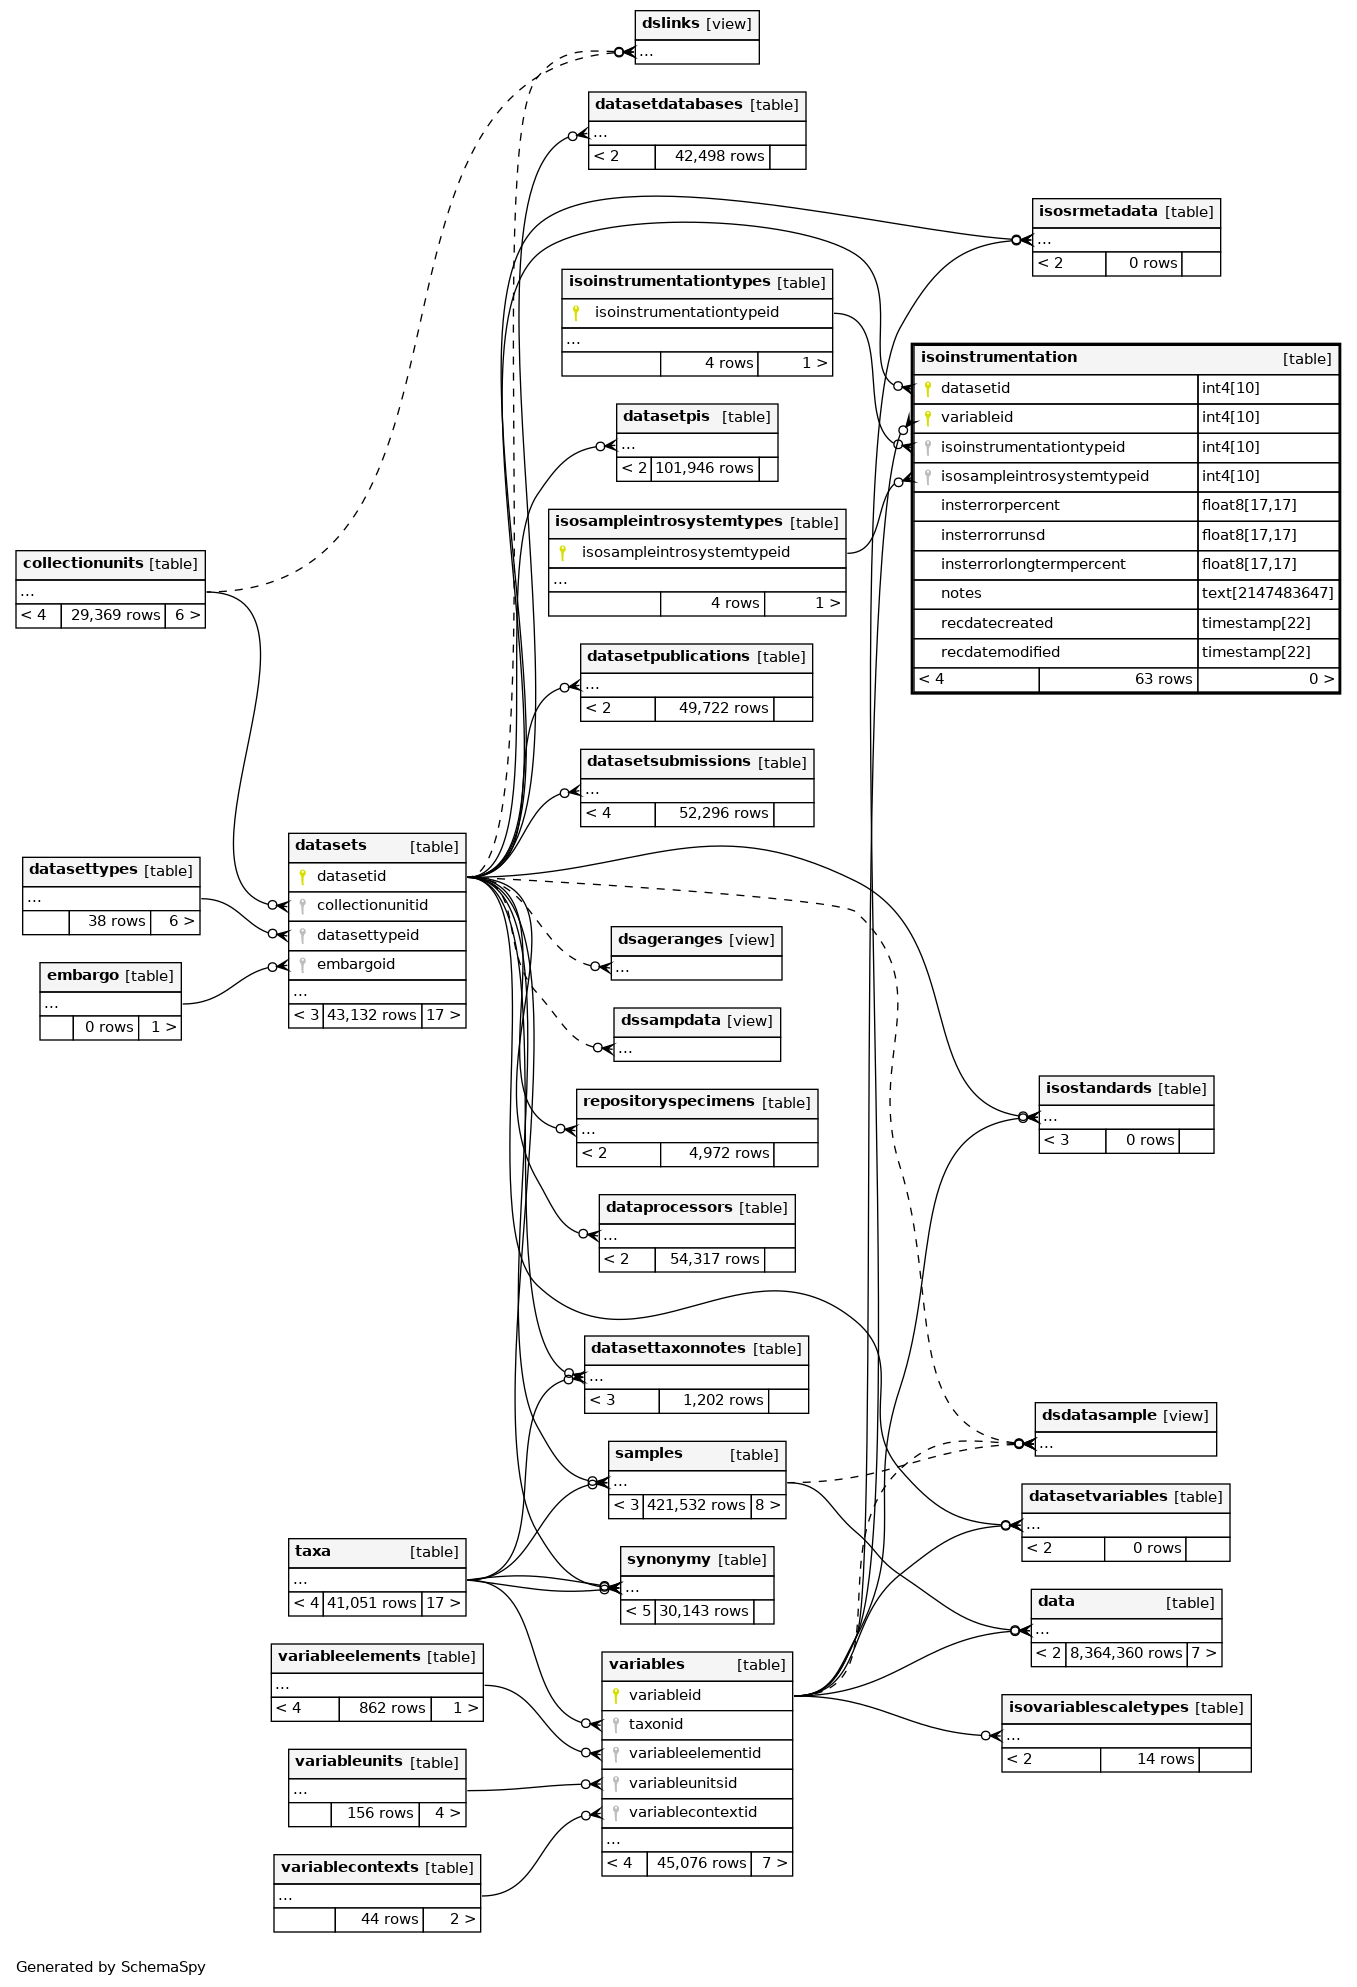 dslinks [view]
...
datasetdatabases [table]
...
< 2 42,498 rows
isosrmetadata [table]
...
< 2 0 rows
isoinstrumentationtypes [table]
isoinstrumentationtypeid
...
4 rows 1 >
isoinstrumentation [table]
datasetid int4[10]
variableid int4[10]
isoinstrumentationtypeid int4[10]
isosampleintrosystemtypeid int4[10]
insterrorpercent float8[17,17]
insterrorrunsd float8[17,17]
insterrorlongtermpercent float8[17,17]
notes text[2147483647]
recdatecreated timestamp[22]
recdatemodified timestamp[22]
< 4 63 rows 0 >
datasetpis [table]
...
< 2 101,946 rows
isosampleintrosystemtypes [table]
isosampleintrosystemtypeid
...
4 rows 1 >
collectionunits [table]
...
< 4 29,369 rows 6 >
datasetpublications [table]
...
< 2 49,722 rows
datasetsubmissions [table]
...
< 4 52,296 rows
datasets [table]
datasetid
collectionunitid
datasettypeid
embargoid
...
< 3 43,132 rows 17 >
datasettypes [table]
...
38 rows 6 >
embargo [table]
...
0 rows 1 >
dsageranges [view]
...
dssampdata [view]
...
repositoryspecimens [table]
...
< 2 4,972 rows
isostandards [table]
...
< 3 0 rows
dataprocessors [table]
...
< 2 54,317 rows
datasettaxonnotes [table]
...
< 3 1,202 rows
dsdatasample [view]
...
samples [table]
...
< 3 421,532 rows 8 >
datasetvariables [table]
...
< 2 0 rows
taxa [table]
...
< 4 41,051 rows 17 >
synonymy [table]
...
< 5 30,143 rows
data [table]
...
< 2 8,364,360 rows 7 >
variableelements [table]
...
< 4 862 rows 1 >
variables [table]
variableid
taxonid
variableelementid
variableunitsid
variablecontextid
...
< 4 45,076 rows 7 >
isovariablescaletypes [table]
...
< 2 14 rows
variableunits [table]
...
156 rows 4 >
variablecontexts [table]
...
44 rows 2 >
Generated by SchemaSpy